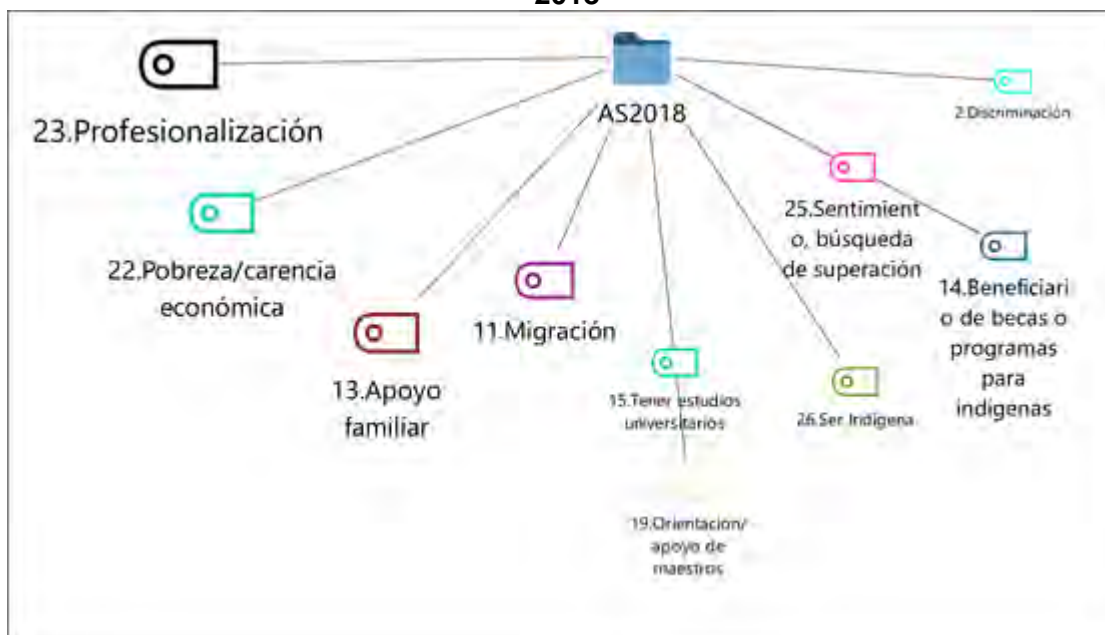 2018
AS2018
23.Profesionalización
2.Discriminación
22.Pobreza/carencia
económica
25.Sentimient
o, búsqueda
de superación
14.Beneficiari
o de becas o
programas
para
indígenas
11.Migración
13.Apoyo
familiar
15.Tener estudios
universitarios
26.Ser Indígena
19.Orientación/
apoyo de
maestros